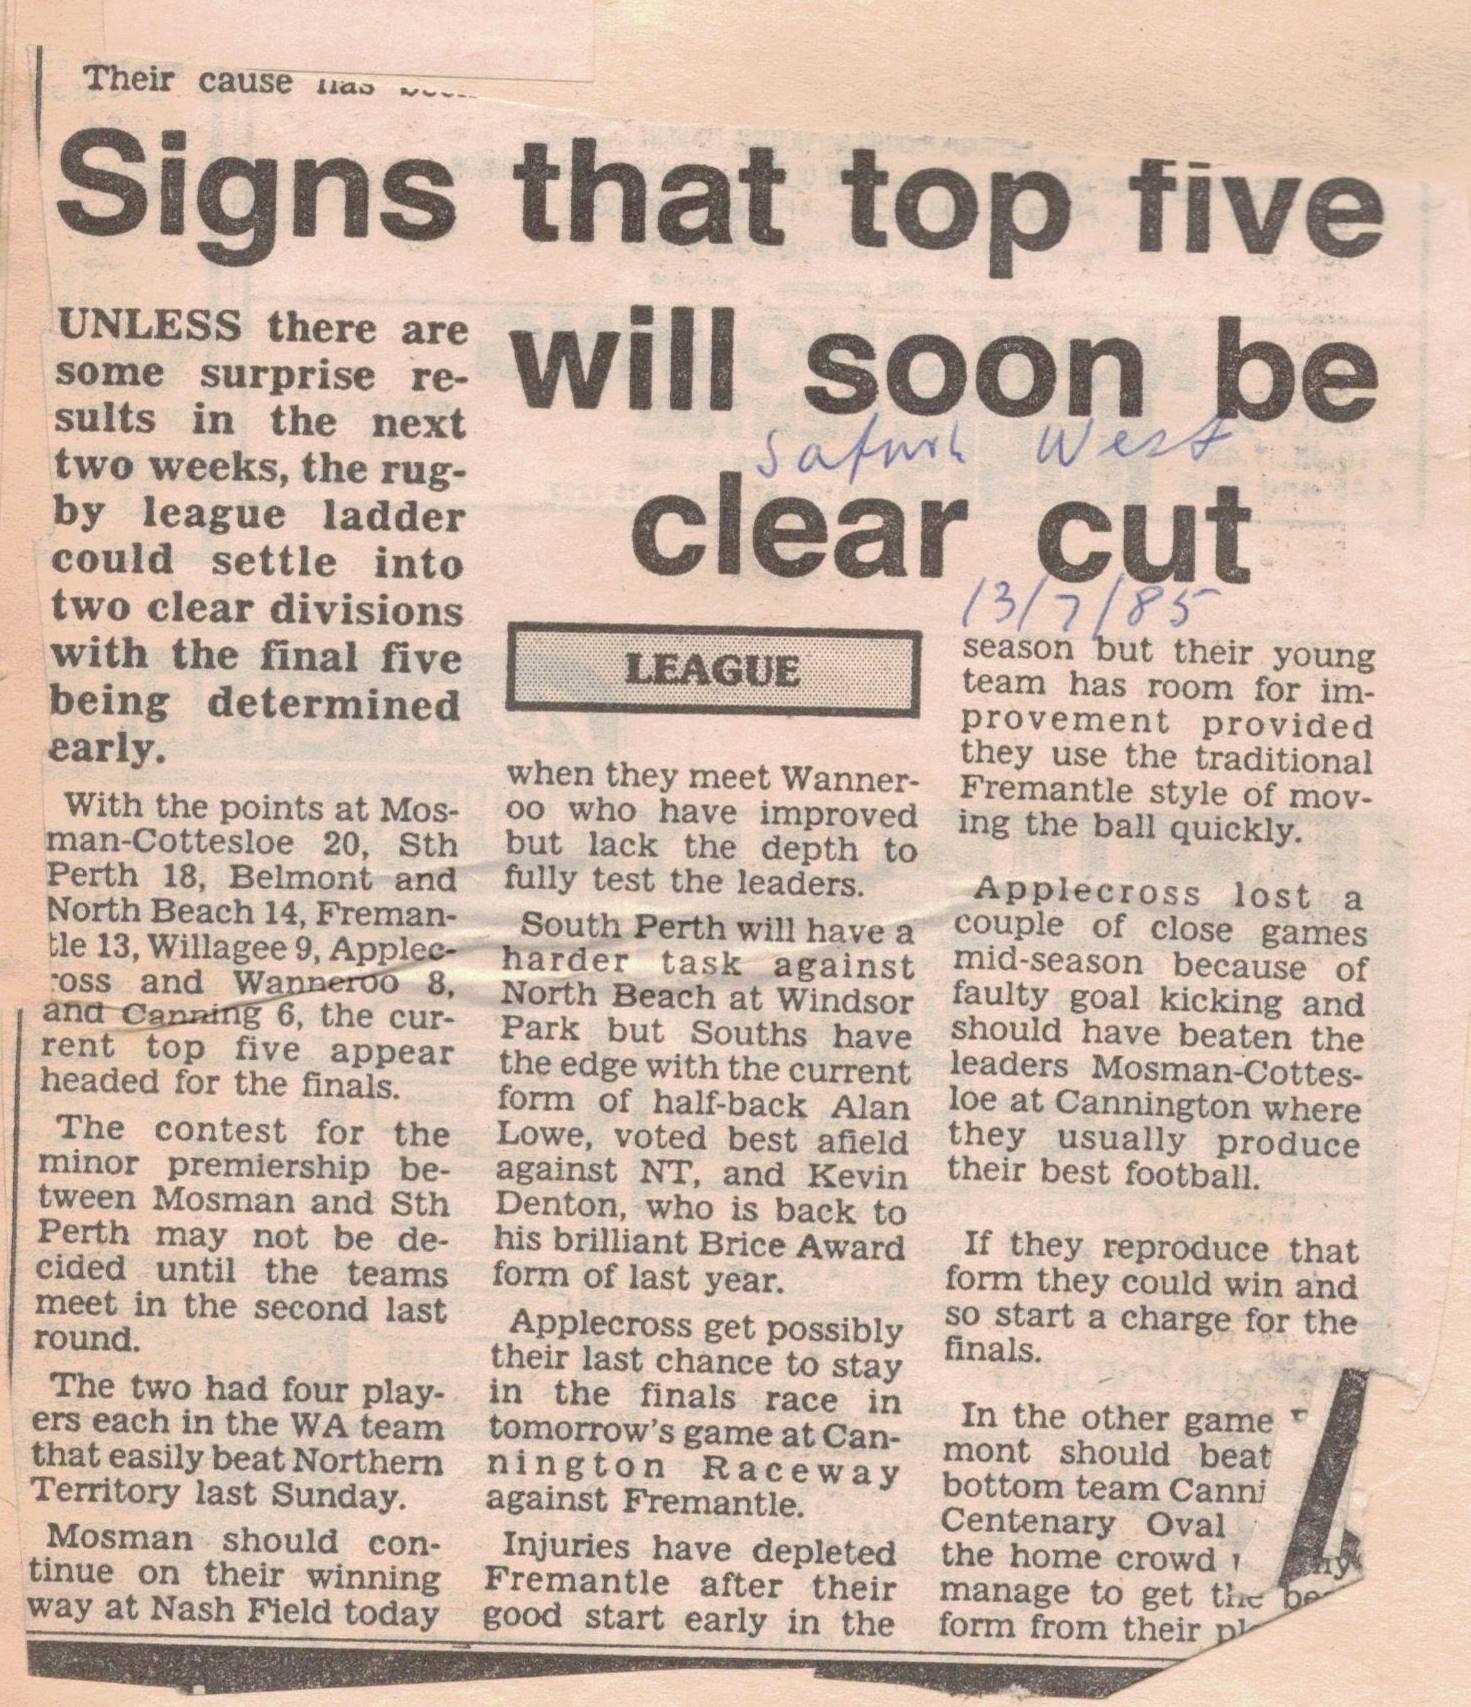 Their cause has
Signs that top five
will soon be
West
clear cut
13/7/85
UNLESS there are
some surprise re-
sults in the next
two weeks, the rug-
by league ladder
could settle into
two clear divisions
with the final five
being determined
early.
With the points at Mos-
man-Cottesloe 20, Sth
Perth 18, Belmont and
North Beach 14, Freman-
tle 13, Willagee 9, Applec-
ross and Wanneroo 8,
and Canning 6, the cur-
rent top five appear
headed for the finals.
The contest for the
minor premiership be-
tween Mosman and Sth
Perth may not be de-
cided until the teams
meet in the second last
round.
The two had four play-
ers each in the WA team
that easily beat Northern
Territory last Sunday.
Mosman should con-
tinue on their winning
way at Nash Field today
LEAGUE
when they meet Wanner-
oo who have improved
but lack the depth to
fully test the leaders.
South Perth will have a
harder task against
North Beach at Windsor
Park but Souths have
the edge with the current
form of half-back Alan
Lowe, voted best afield
against NT, and Kevin
Denton, who is back to
his brilliant Brice Award
form of last year.
Applecross get possibly
their last chance to stay
in the finals race in
tomorrow's game at Can-
nington Raceway
against Fremantle.
Injuries have depleted
Fremantle after their
good start early in the
season but their young
team has room for im-
provement provided
they use the traditional
Fremantle style of mov-
ing the ball quickly.
Applecross lost a
couple of close games
mid-season because of
faulty goal kicking and
should have beaten the
leaders Mosman-Cottes-
loe at Cannington where
they usually produce
their best football.
If they reproduce that
form they could win and
so start a charge for the
finals.
In the other game
mont should beat
bottom team Canni
Centenary Oval
the home crowd
manage to get the
form from their